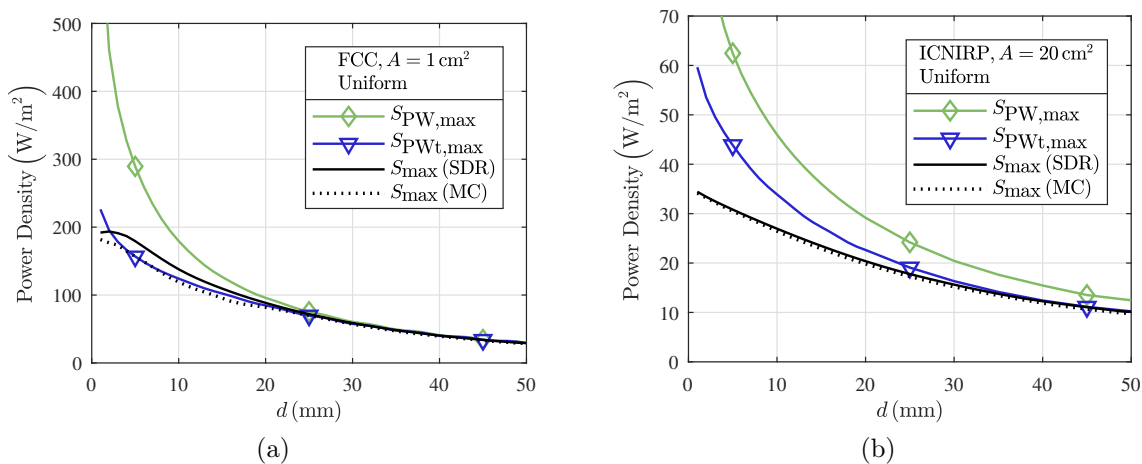 500
400
300
200
100
0
Power Density (W/m²)
0 10 20 30 40 50
d (mm)
FCC, A = 1 cm²
Uniform
S_PW,max
S_PWt,max
S_max (SDR)
S_max (MC)
(a)
70
60
50
40
30
20
10
0
Power Density (W/m²)
0 10 20 30 40 50
d (mm)
ICNIRP, A = 20 cm²
Uniform
S_PW,max
S_PWt,max
S_max (SDR)
S_max (MC)
(b)